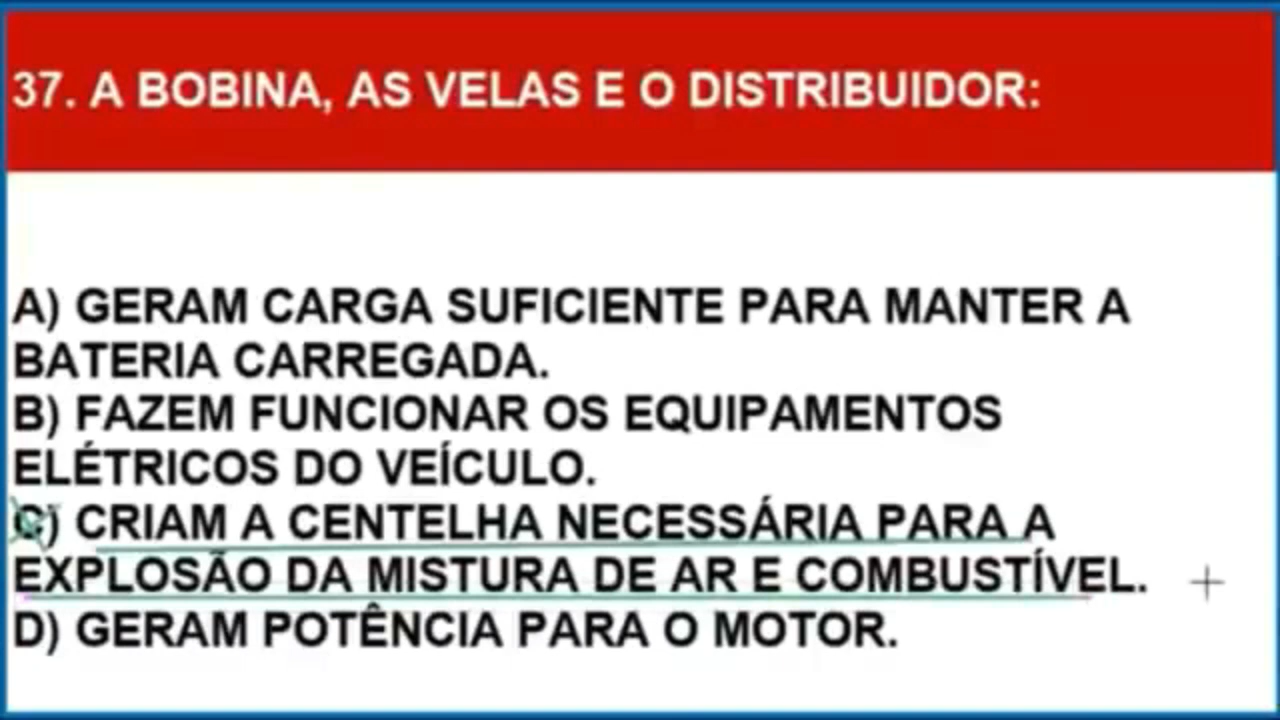 37. A BOBINA, AS VELAS E O DISTRIBUIDOR:
A) GERAM CARGA SUFICIENTE PARA MANTER A
BATERIA CARREGADA.
B) FAZEM FUNCIONAR OS EQUIPAMENTOS
ELÉTRICOS DO VEÍCULO.
C) CRIAM A CENTELHA NECESSÁRIA PARA A
EXPLOSÃO DA MISTURA DE AR E COMBUSTÍVEL.
D) GERAM POTÊNCIA PARA O MOTOR.